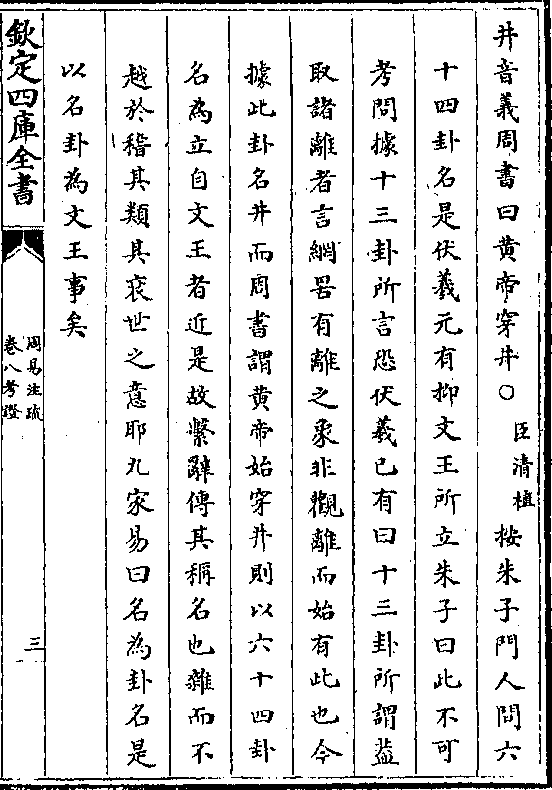 井音義周書曰黄帝穿井○臣清植按朱子門人問六
十四卦名是伏羲元有抑文王所立朱子曰此不可
考問據十三卦所言恐伏羲已有曰十三卦所謂葢
取諸離者言網罟有離之象非觀離而始有此也今
據此卦名井而周書謂黄帝始穿井則以六十四卦
名為立自文王者近是故繫辭傳其稱名也雜而不
越於稽其類其衰世之意耶九家易曰名為卦名是
以名卦為文王事矣
欽定四庫全書
周易注疏
卷八考證
三